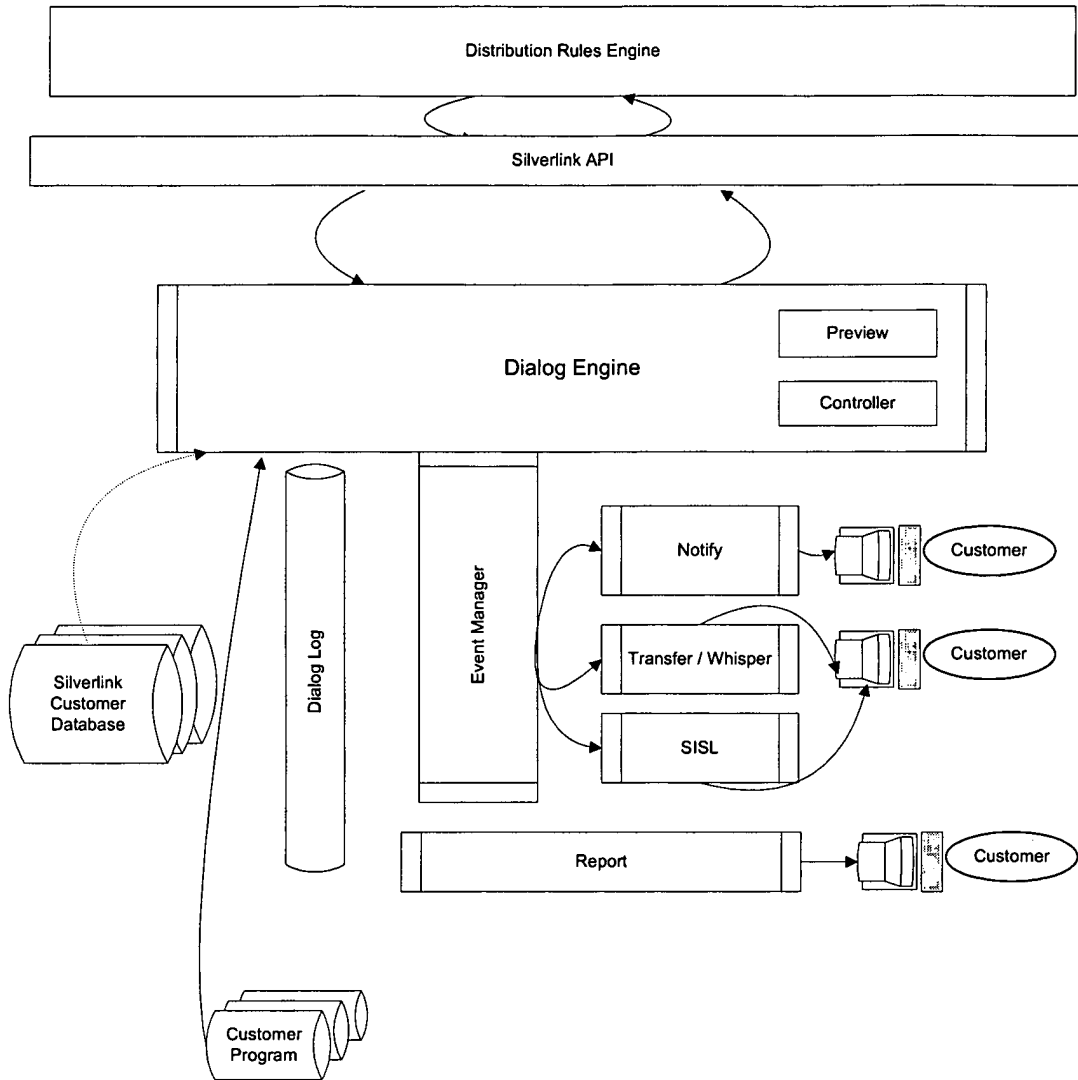 Distribution Rules Engine
Silverlink API
Preview
Dialog Engine
Controller
Notify
Customer
Event Manager
Transfer / Whisper
Customer
Dialog Log
Silverlink
Customer
Database
SISL
Report
Customer
Customer
Program